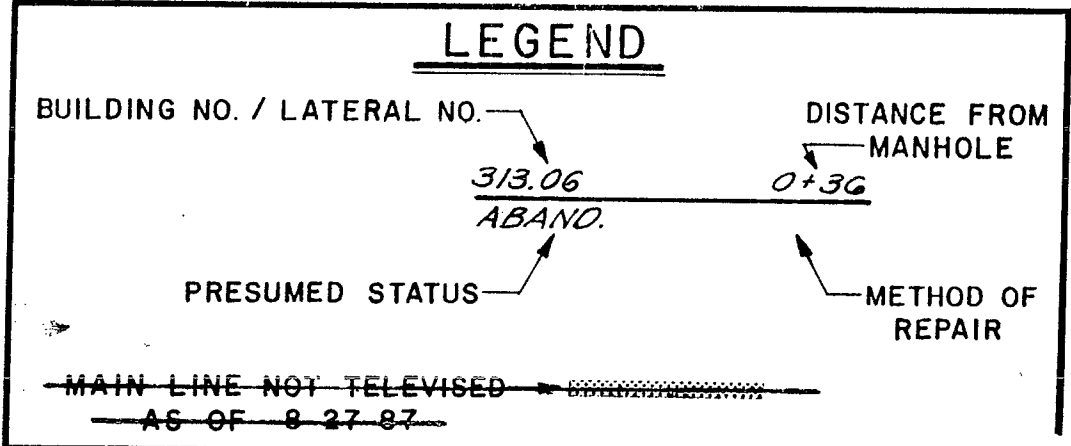 LEGEND
BUILDING NO. / LATERAL NO.
DISTANCE FROM
MANHOLE
313.06 0+36
ABAND.
PRESUMED STATUS
METHOD OF
REPAIR
MAIN LINE NOT TELEVISED
AS OF 8-27-87